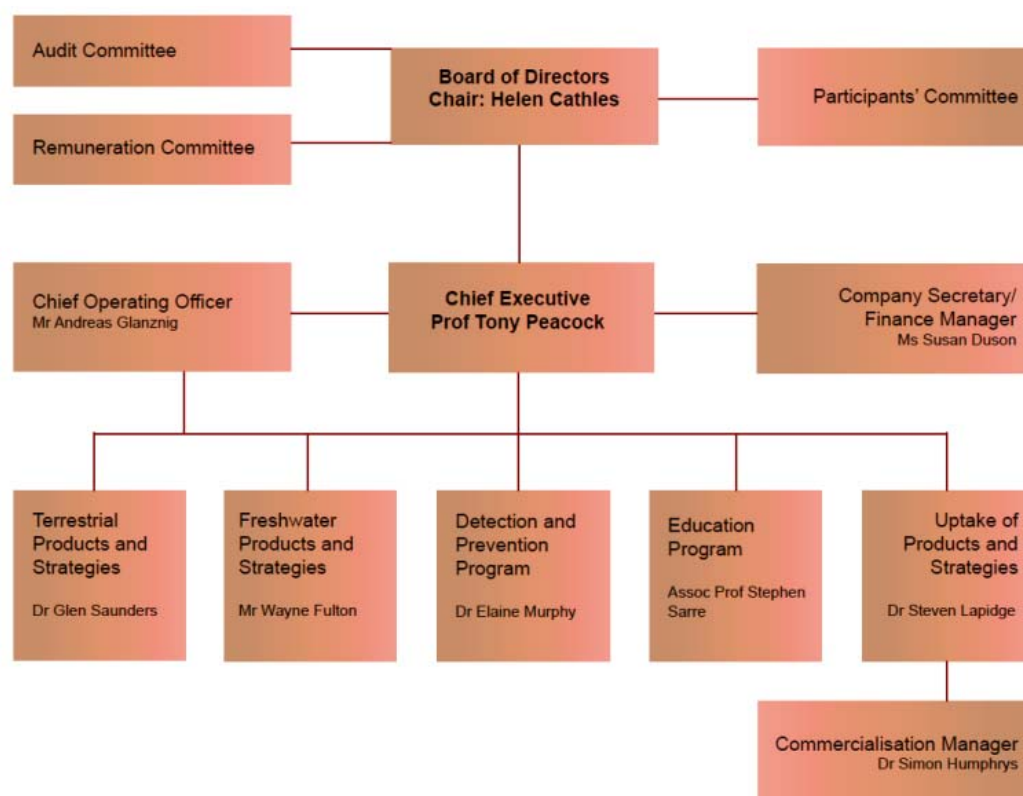 Audit Committee
Board of Directors
Chair: Helen Cathles
Participants’ Committee
Remuneration Committee
Chief Operating Officer
Mr Andreas Glanznig
Chief Executive
Prof Tony Peacock
Company Secretary/
Finance Manager
Ms Susan Duson
Terrestrial
Products and
Strategies
Dr Glen Saunders
Freshwater
Products and
Strategies
Mr Wayne Fulton
Detection and
Prevention
Program
Dr Elaine Murphy
Education
Program
Assoc Prof Stephen
Sarre
Uptake of
Products and
Strategies
Dr Steven Lapidge
Commercialisation Manager
Dr Simon Humphrys